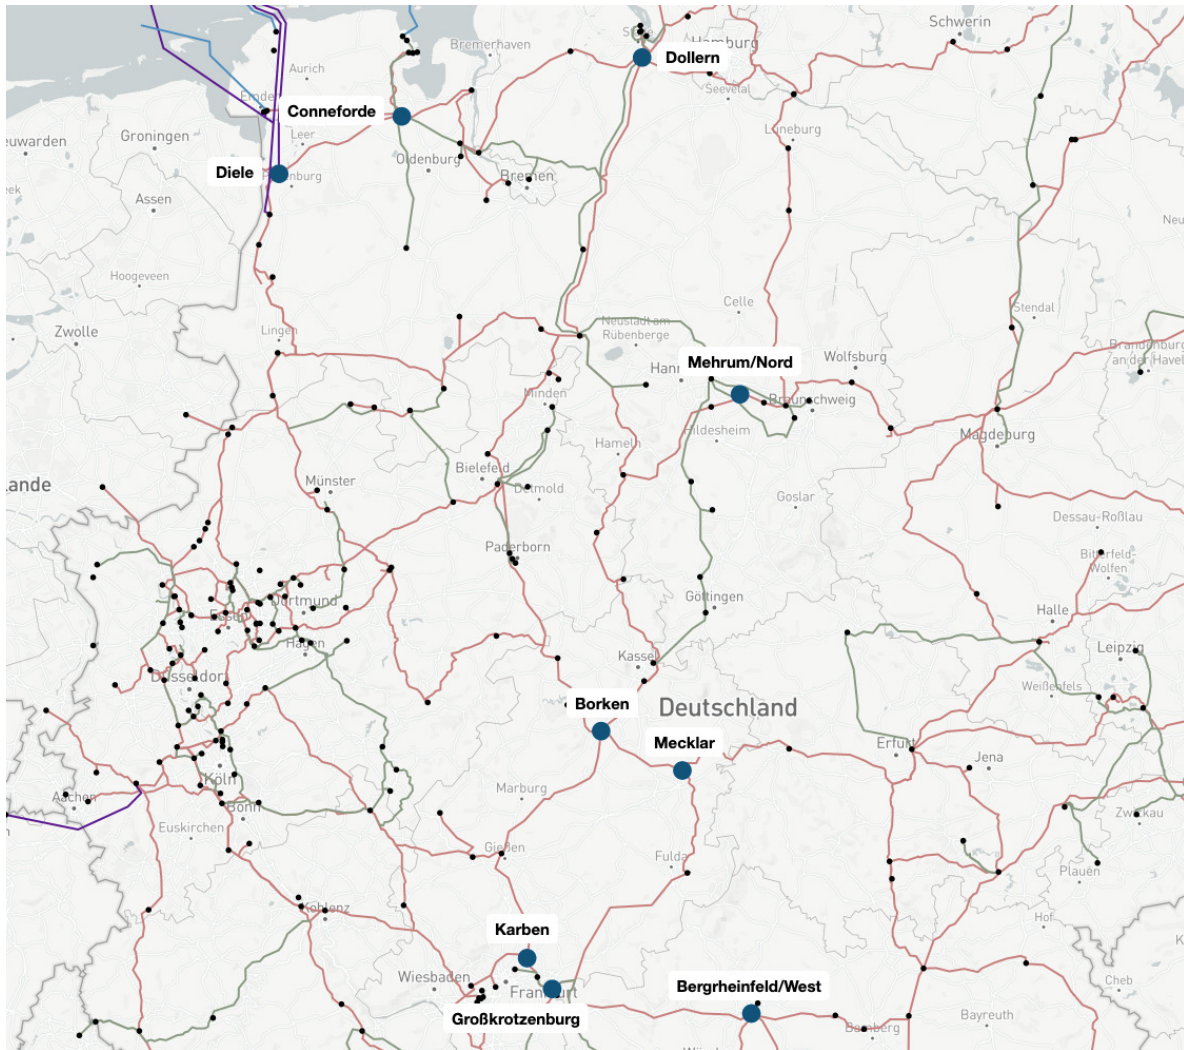 Schwerin
Bremerhaven
Hamburg
Aurich
Dollern
Seevetal
Conneforde
Groningen
Leer
Lüneburg
Oldenburg
Diele
Bremen
Assen
Hoogeveen
Celle
Stendal
Zwolle
Lingen
Neustadt am
Rübenberge
Mehrum/Nord
Wolfsburg
Brandenburg
an der Havel
Minden
Braunschweig
Hildesheim
Magdeburg
Hameln
Bielefeld
Münster
Detmold
Goslar
Dessau-Roßlau
Paderborn
Bitterfeld-
Wolfen
Göttingen
Dortmund
Halle
Essen
Hagen
Leipzig
Kassel
Düsseldorf
Weißenfels
Borken
Deutschland
Mecklar
Erfurt
Jena
Köln
Marburg
Aachen
Bonn
Zwickau
Euskirchen
Gießen
Fulda
Plauen
Koblenz
Hof
Karben
Wiesbaden
Cheb
Frankfurt
Bergrheinfeld/West
Großkrotzenburg
Bayreuth
Bamberg